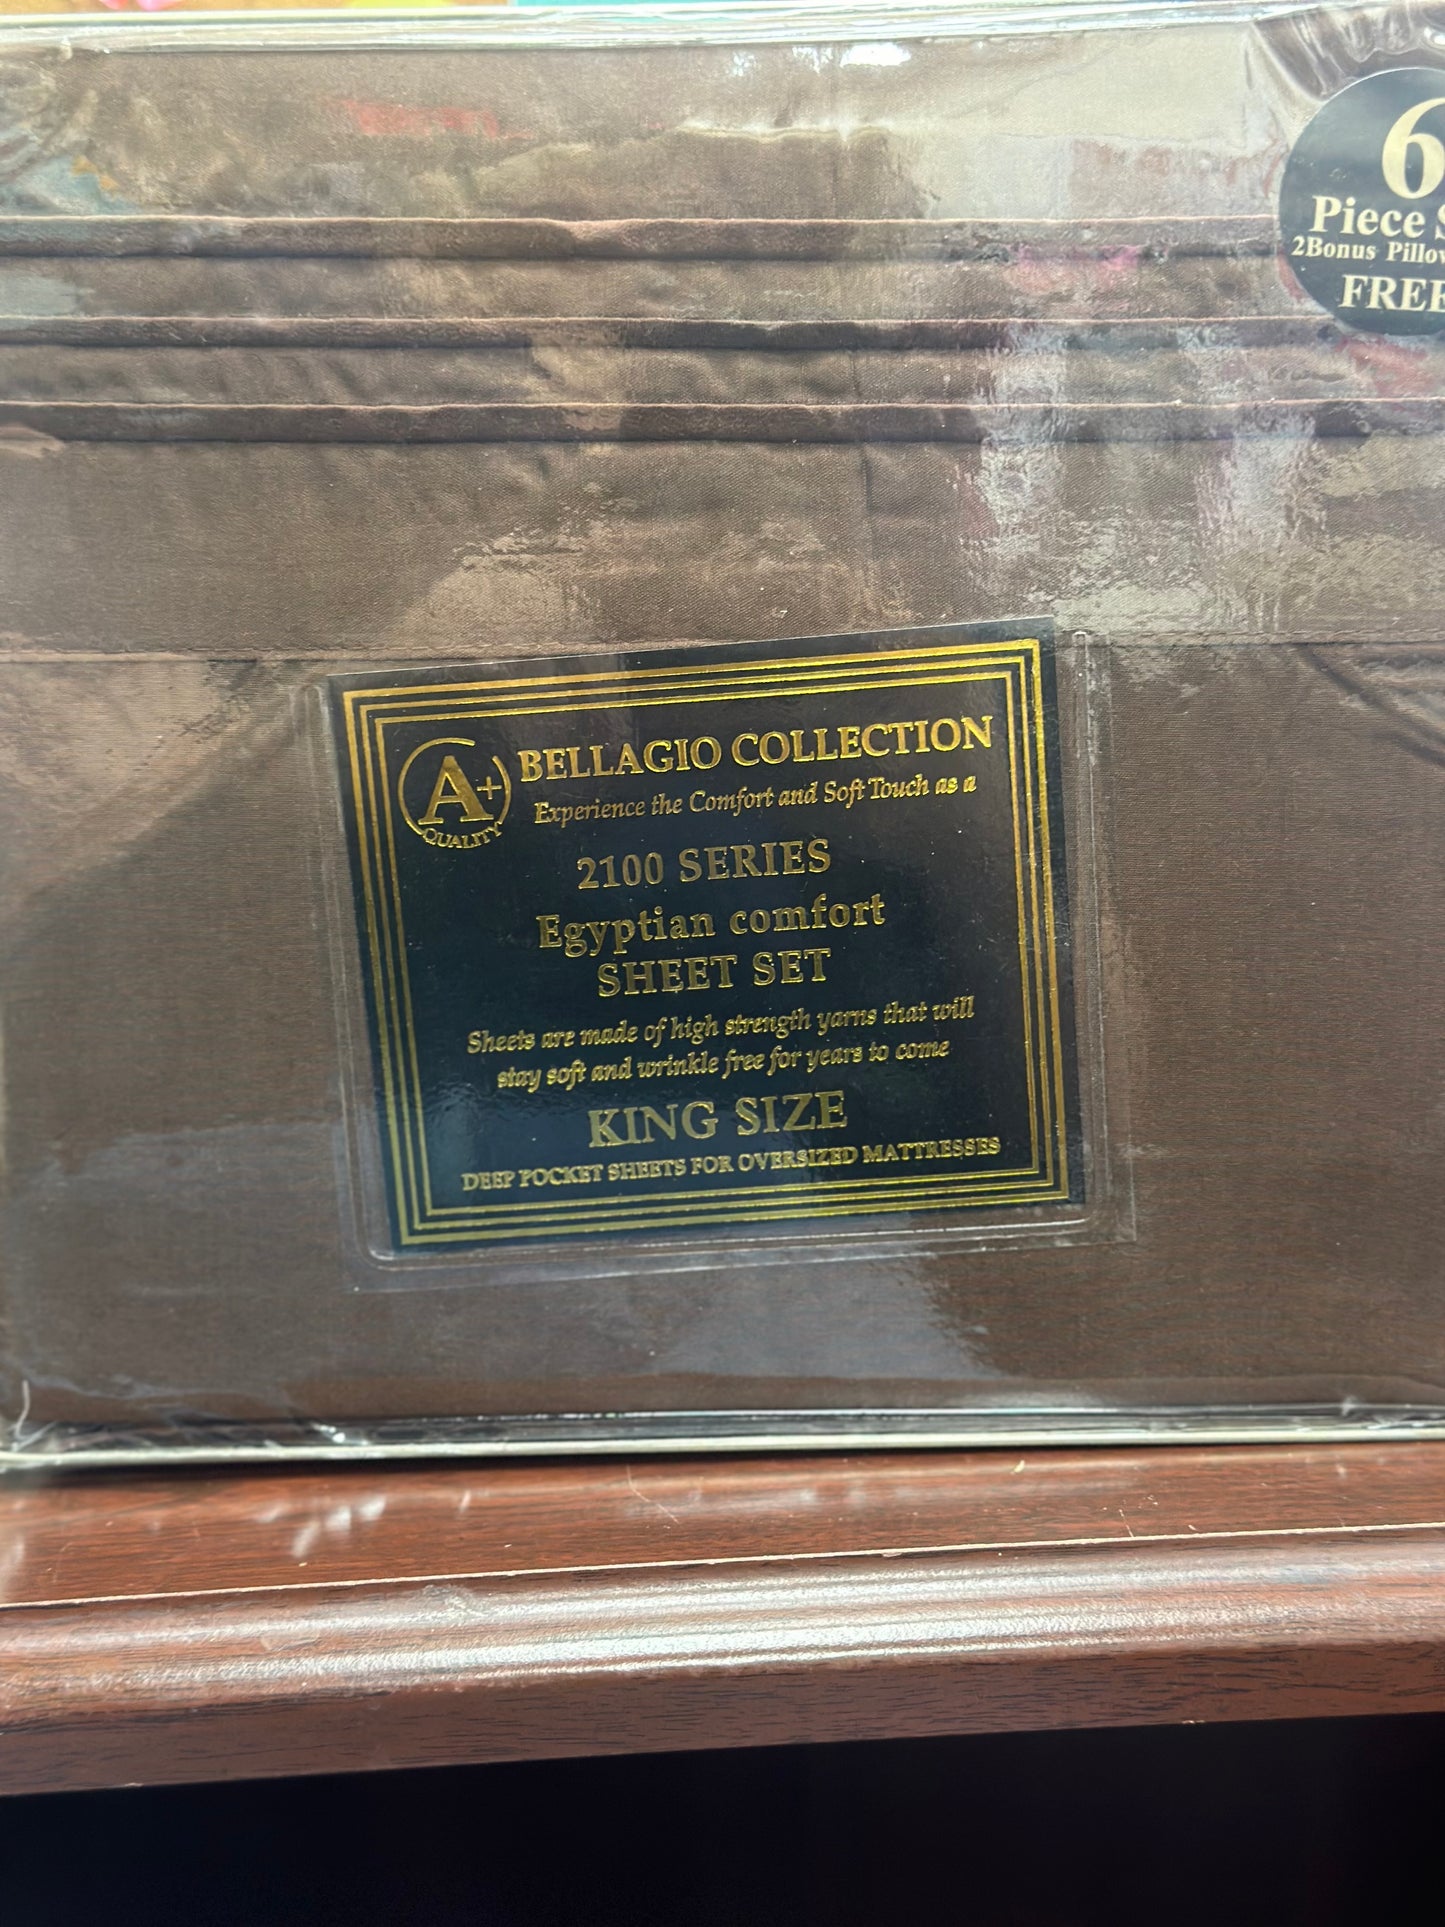 6
Piece
2Bonus
FREE
A+
QUALITY
BELLAGIO COLLECTION
Experience the Comfort and Soft Touch as a
2100 SERIES
Egyptian comfort
SHEET SET
Sheets are made of high strength yarns that will
stay soft and wrinkle free for years to come
KING SIZE
DEEP POCKET SHEETS FOR OVERSIZED MATTRESSES